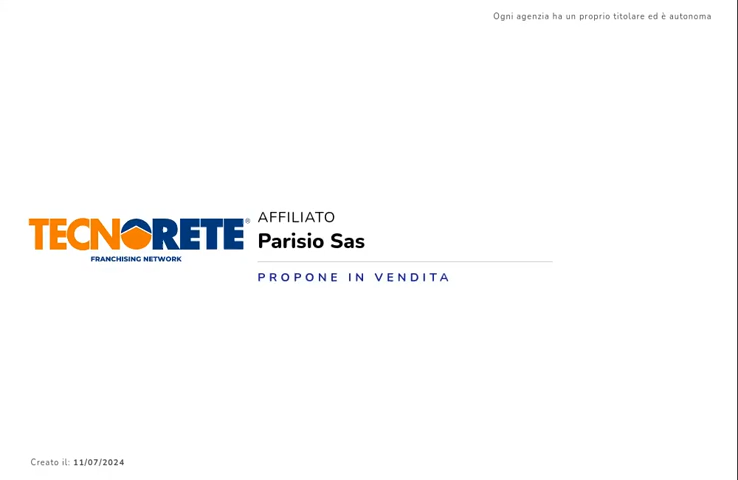 Ogni agenzia ha un proprio titolare ed è autonoma
TECNORETE®
FRANCHISING NETWORK
AFFILIATO
Parisio Sas
PROPONE IN VENDITA
Creato il: 11/07/2024